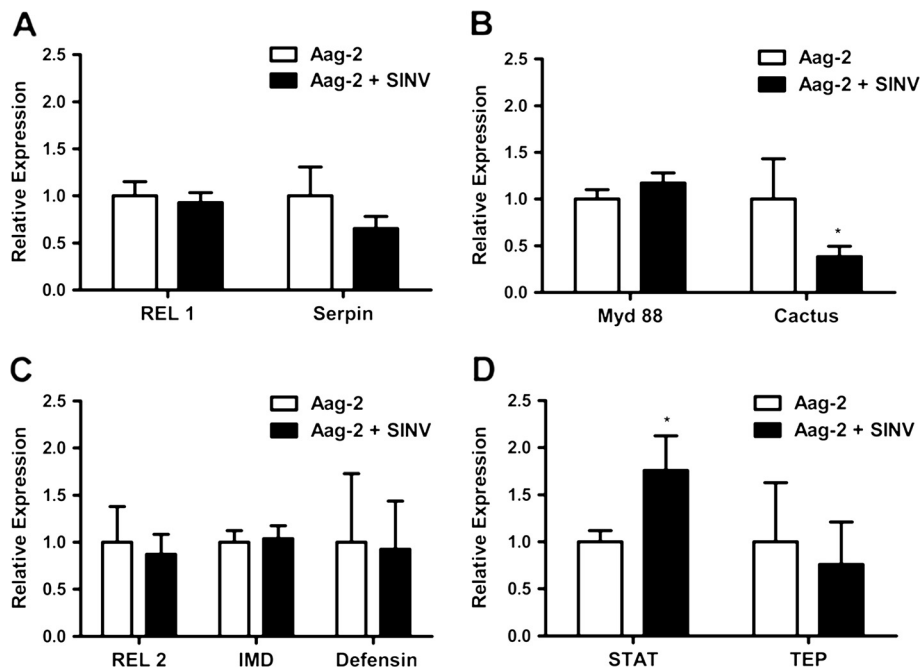 A
Relative Expression
2.5
2.0
1.5
1.0
0.5
0.0
Aag-2
Aag-2 + SINV
REL 1
Serpin
B
Relative Expression
2.5
2.0
1.5
1.0
0.5
0.0
Aag-2
Aag-2 + SINV
*
Myd 88
Cactus
C
Relative Expression
2.5
2.0
1.5
1.0
0.5
0.0
Aag-2
Aag-2 + SINV
REL 2
IMD
Defensin
D
Relative Expression
2.5
2.0
1.5
1.0
0.5
0.0
Aag-2
Aag-2 + SINV
*
STAT
TEP